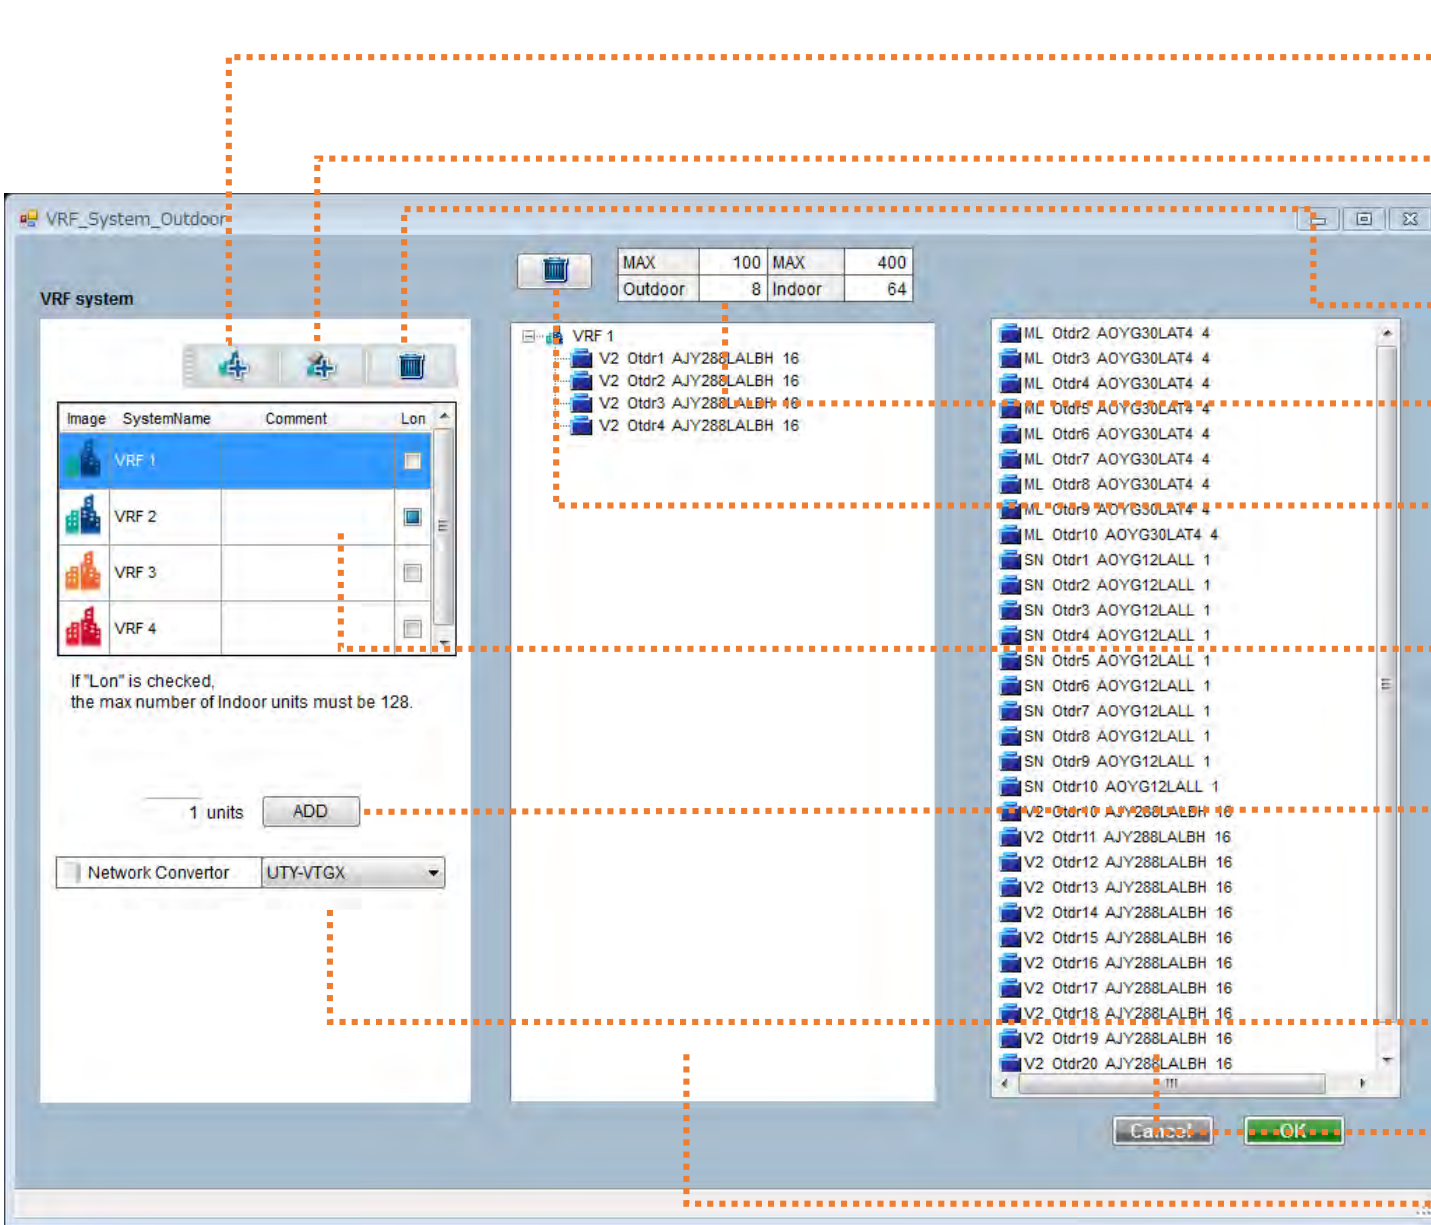 VRF_System_Outdoor
MAX 100 MAX 400
Outdoor 8 Indoor 64
VRF system
Image SystemName Comment Lon
VRF 1
VRF 2
VRF 3
VRF 4
If "Lon" is checked,
the max number of Indoor units must be 128.
1 units ADD
Network Convertor UTY-VTGX
VRF 1
V2 Otdr1 AJY288LALBH 16
V2 Otdr2 AJY288LALBH 16
V2 Otdr3 AJY288LALBH 16
V2 Otdr4 AJY288LALBH 16
ML Otdr2 AOYG30LAT4 4
ML Otdr3 AOYG30LAT4 4
ML Otdr4 AOYG30LAT4 4
ML Otdr5 AOYG30LAT4 4
ML Otdr6 AOYG30LAT4 4
ML Otdr7 AOYG30LAT4 4
ML Otdr8 AOYG30LAT4 4
ML Otdr9 AOYG30LAT4 4
ML Otdr10 AOYG30LAT4 4
SN Otdr1 AOYG12LALL 1
SN Otdr2 AOYG12LALL 1
SN Otdr3 AOYG12LALL 1
SN Otdr4 AOYG12LALL 1
SN Otdr5 AOYG12LALL 1
SN Otdr6 AOYG12LALL 1
SN Otdr7 AOYG12LALL 1
SN Otdr8 AOYG12LALL 1
SN Otdr9 AOYG12LALL 1
SN Otdr10 AOYG12LALL 1
V2 Otdr10 AJY288LALBH 16
V2 Otdr11 AJY288LALBH 16
V2 Otdr12 AJY288LALBH 16
V2 Otdr13 AJY288LALBH 16
V2 Otdr14 AJY288LALBH 16
V2 Otdr15 AJY288LALBH 16
V2 Otdr16 AJY288LALBH 16
V2 Otdr17 AJY288LALBH 16
V2 Otdr18 AJY288LALBH 16
V2 Otdr19 AJY288LALBH 16
V2 Otdr20 AJY288LALBH 16
Cancel OK